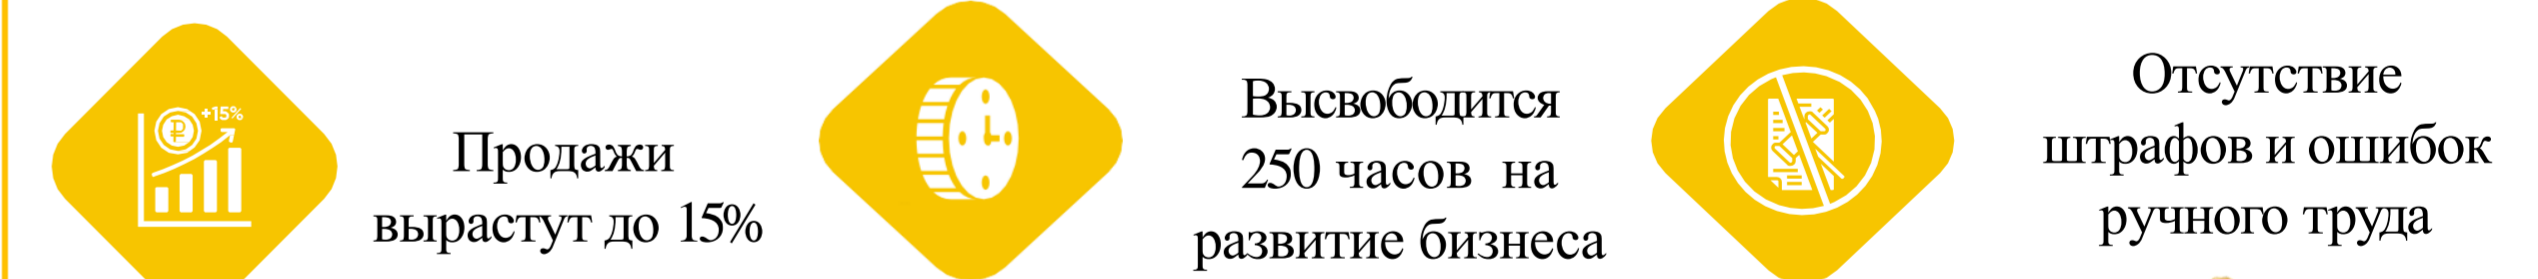 +15%
Продажи
вырастут до 15%
Высвободится
250 часов на
развитие бизнеса
Отсутствие
штрафов и ошибок
ручного труда